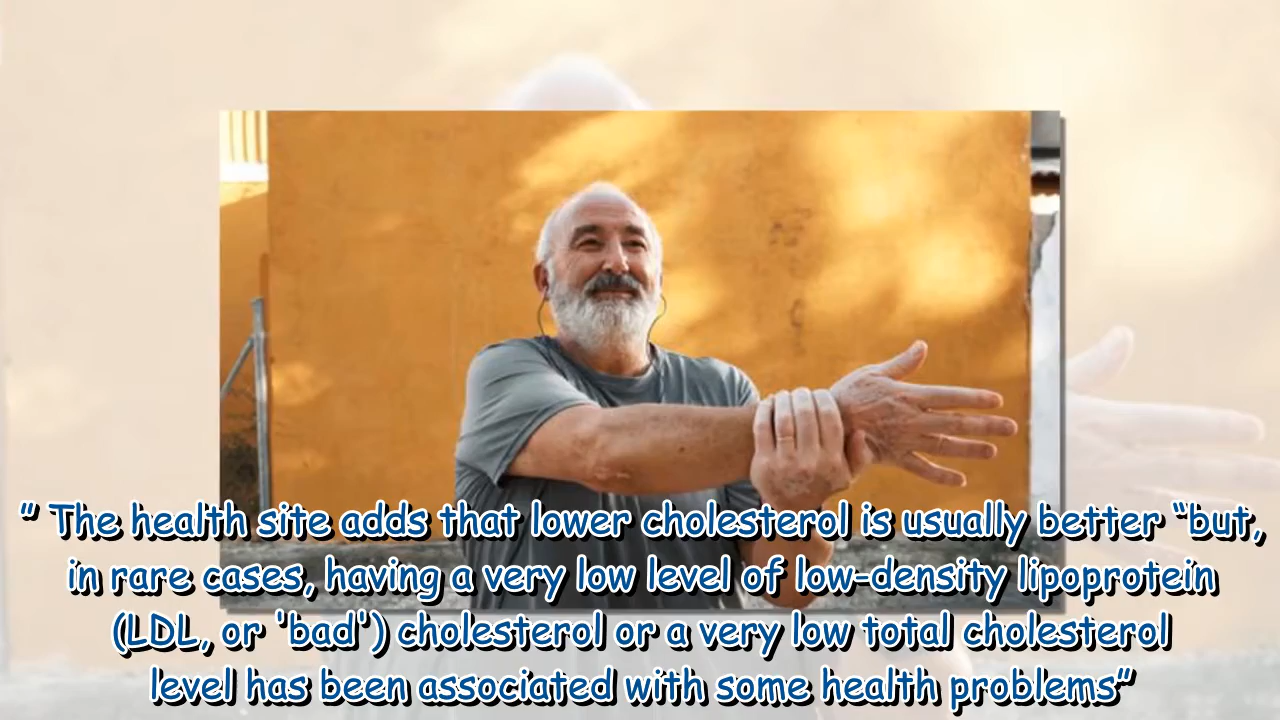 ” The health site adds that lower cholesterol is usually better “but,
in rare cases, having a very low level of low-density lipoprotein
(LDL, or 'bad') cholesterol or a very low total cholesterol
level has been associated with some health problems”